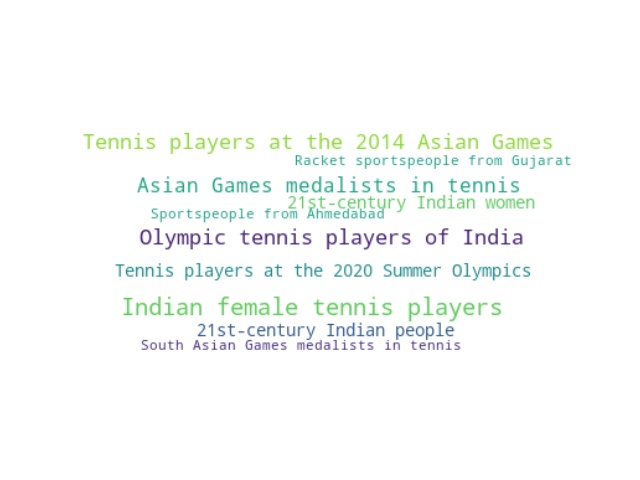 Tennis players at the 2014 Asian Games
Racket sportspeople from Gujarat
Asian Games medalists in tennis
21st-century Indian women
Sportspeople from Ahmedabad
Olympic tennis players of India
Tennis players at the 2020 Summer Olympics
Indian female tennis players
21st-century Indian people
South Asian Games medalists in tennis